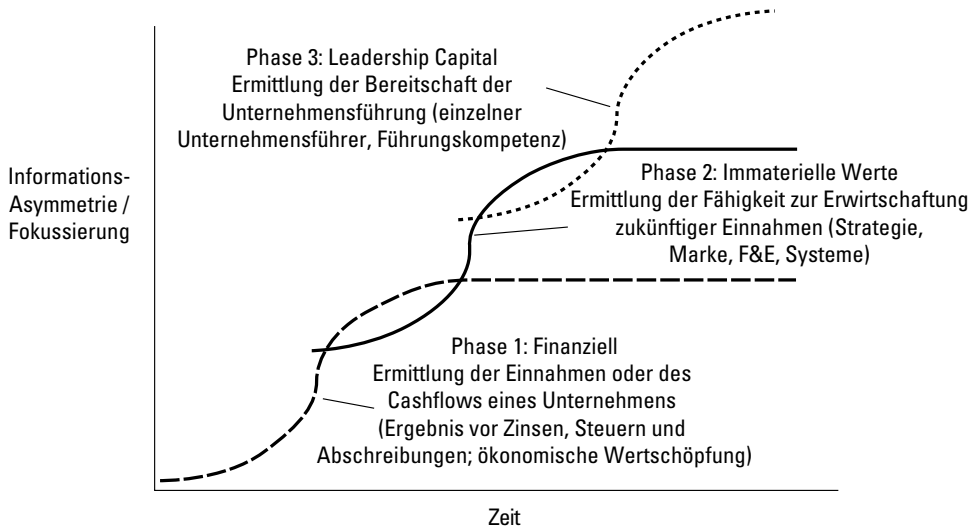 Phase 3: Leadership Capital
Ermittlung der Bereitschaft der
Unternehmensführung (einzelner
Unternehmensführer, Führungskompetenz)
Informations-
Asymmetrie /
Fokussierung
Phase 2: Immaterielle Werte
Ermittlung der Fähigkeit zur Erwirtschaftung
zukünftiger Einnahmen (Strategie,
Marke, F&E, Systeme)
Phase 1: Finanziell
Ermittlung der Einnahmen oder des
Cashflows eines Unternehmens
(Ergebnis vor Zinsen, Steuern und
Abschreibungen; ökonomische Wertschöpfung)
Zeit